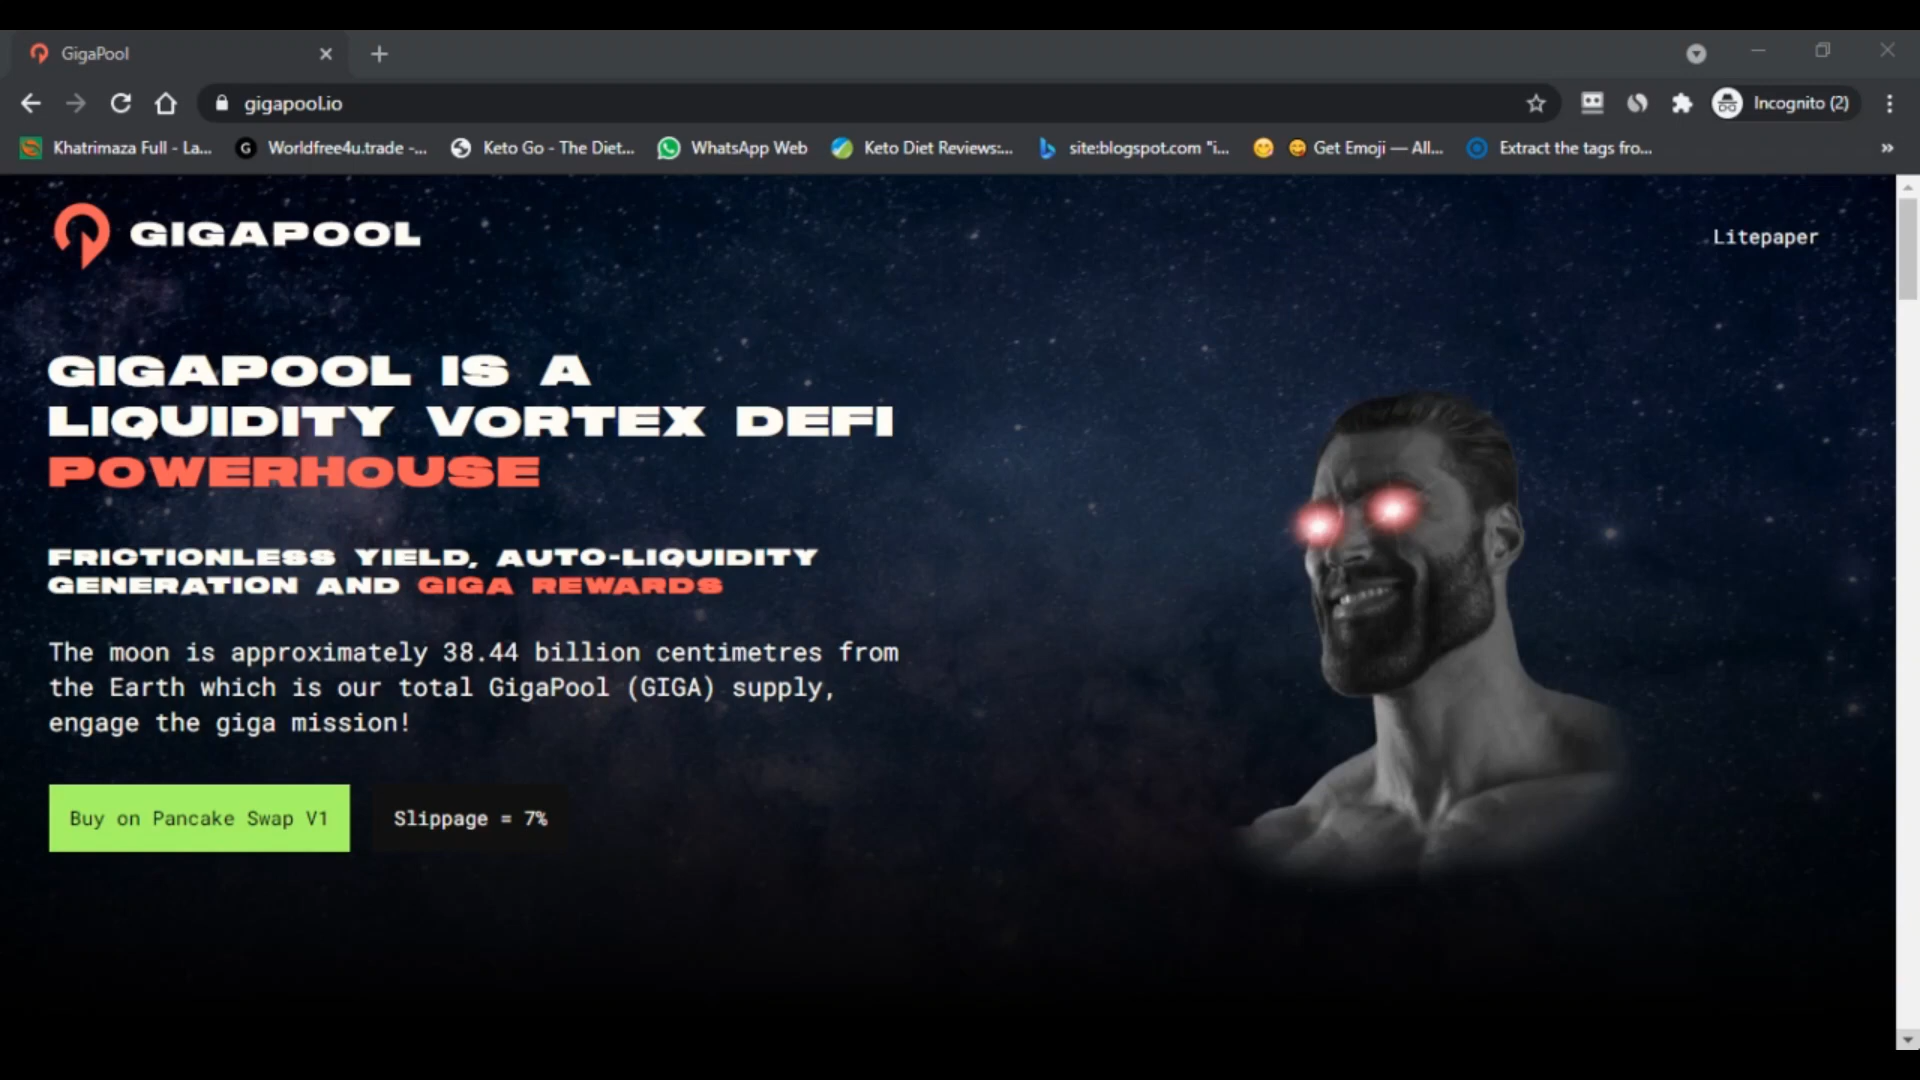 GigaPool
gigapool.io
Incognito (2)
Khatrimaza Full - La...
Worldfree4u.trade -...
Keto Go - The Diet...
WhatsApp Web
Keto Diet Reviews:...
site:blogspot.com "i...
Get Emoji — All...
Extract the tags fro...
GIGAPOOL
Litepaper
GIGAPOOL IS A
LIQUIDITY VORTEX DEFI
POWERHOUSE
FRICTIONLESS YIELD, AUTO-LIQUIDITY
GENERATION AND GIGA REWARDS
The moon is approximately 38.44 billion centimetres from
the Earth which is our total GigaPool (GIGA) supply,
engage the giga mission!
Buy on Pancake Swap V1
Slippage = 7%